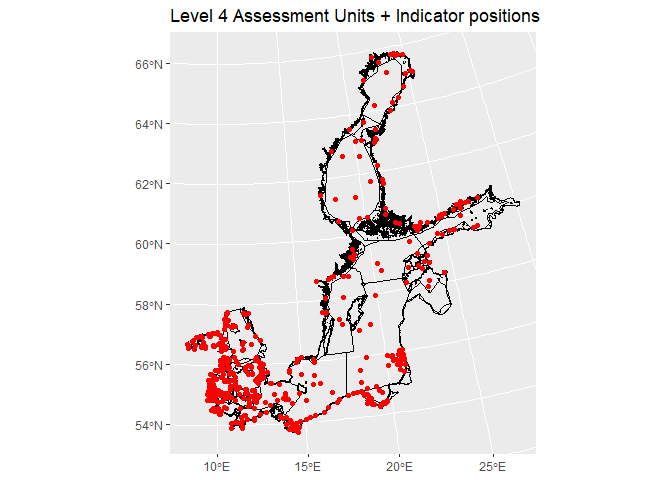 Level 4 Assessment Units + Indicator positions
66°N
64°N
62°N
60°N
58°N
56°N
54°N
10°E 15°E 20°E 25°E